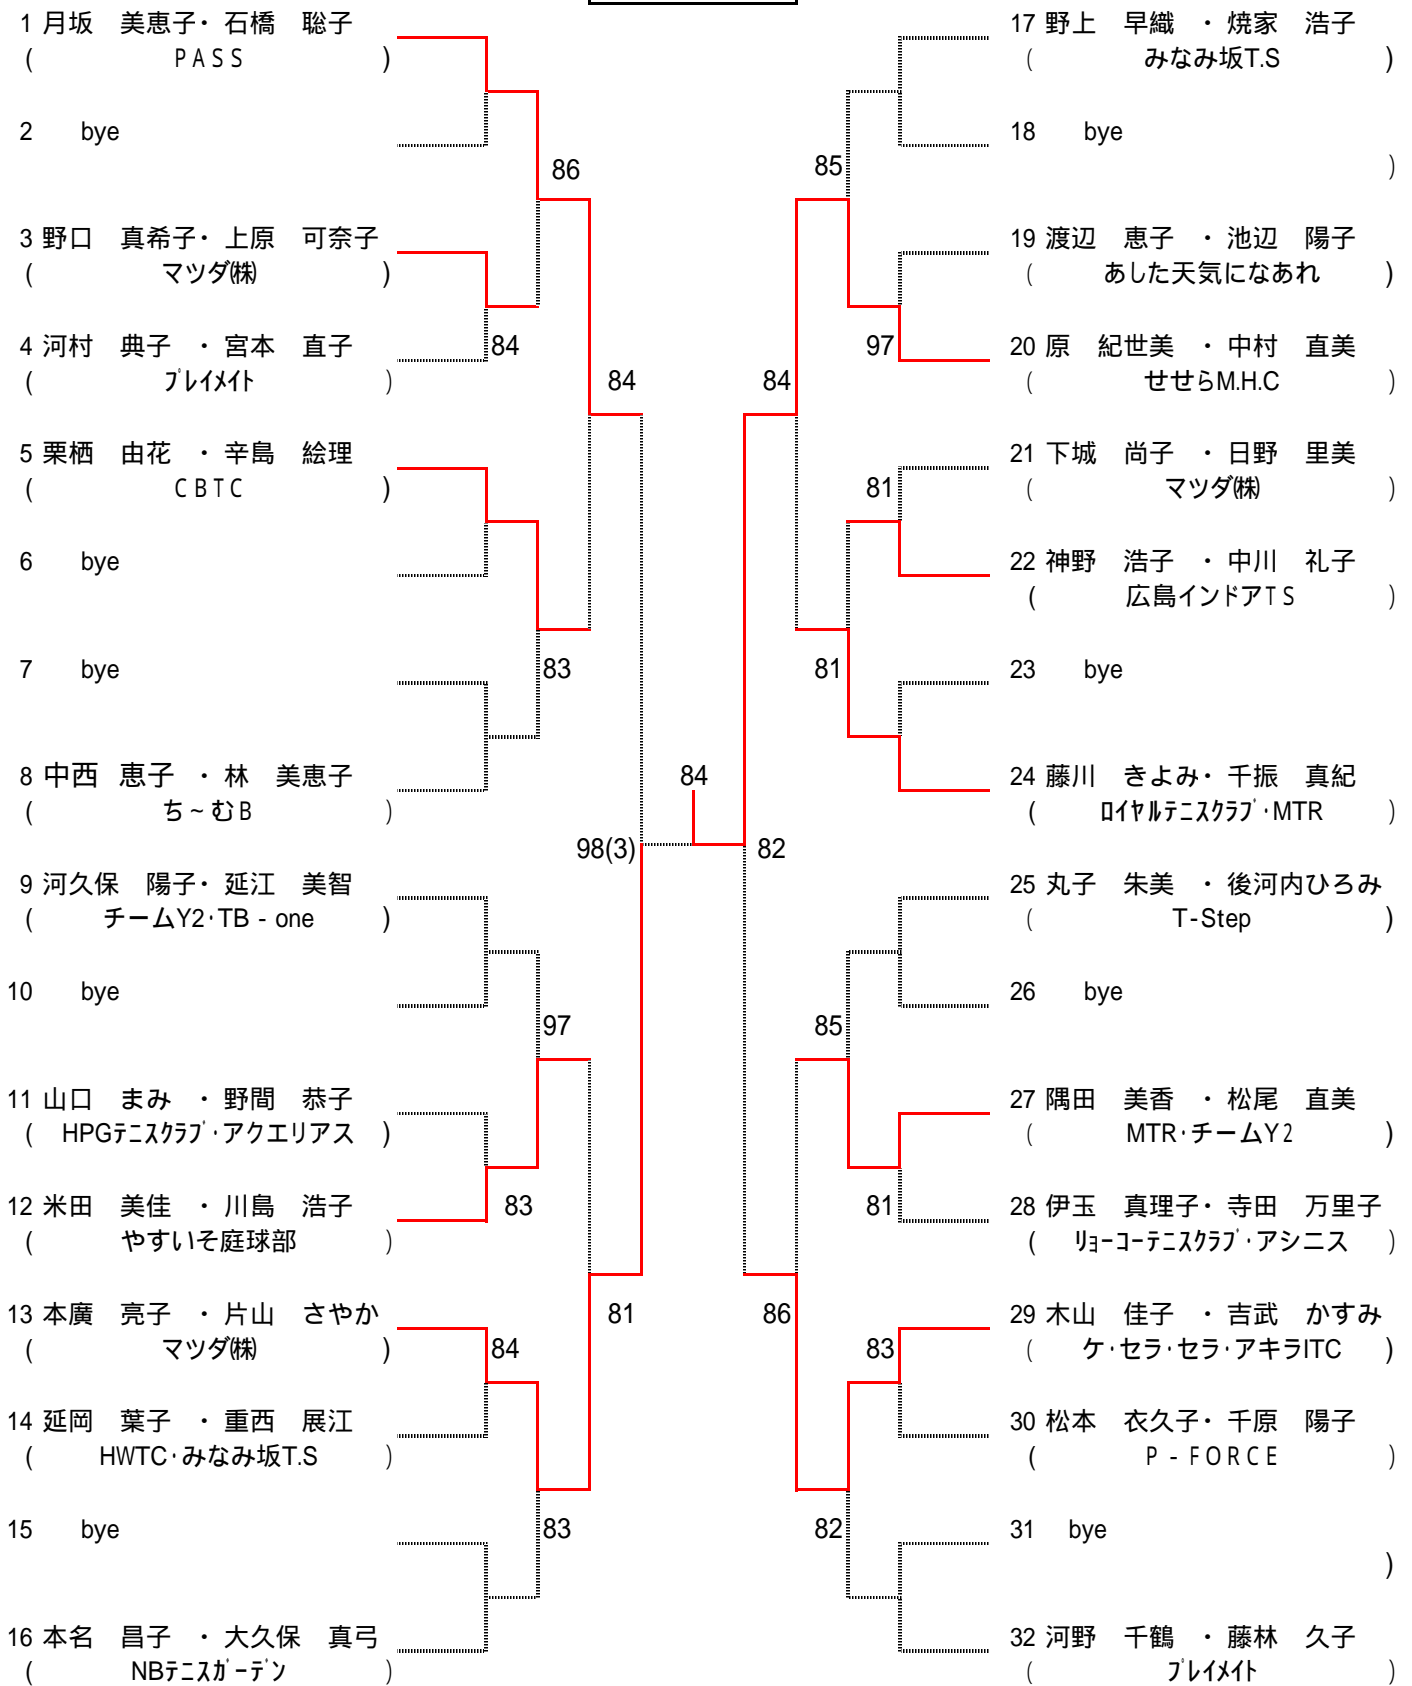 1 月坂 美恵子・ 石橋 聡子
( PASS )
2 bye
86
3 野口 真希子・ 上原 可奈子
( マツダ㈱ )
4 河村 典子 ・ 宮本 直子
( プレイメイト )
84
84
5 栗栖 由花 ・ 辛島 絵理
( CBTC )
6 bye
7 bye
83
8 中西 恵子 ・ 林 美恵子
( ち~むB )
98(3)
9 河久保 陽子・ 延江 美智
( チームY2・TB - one )
10 bye
97
11 山口 まみ ・ 野間 恭子
( HPGテニスクラブ・アクエリアス )
12 米田 美佳 ・ 川島 浩子
( やすいそ庭球部 )
83
13 本廣 亮子 ・ 片山 さやか
( マツダ㈱ )
81
84
14 延岡 葉子 ・ 重西 展江
( HWTC・みなみ坂T.S )
15 bye
83
16 本名 昌子 ・ 大久保 真弓
( NBテニスガーデン )
84
17 野上 早織 ・ 焼家 浩子
( みなみ坂T.S )
18 bye
)
85
19 渡辺 恵子 ・ 池辺 陽子
( あした天気になあれ )
97
20 原 紀世美 ・ 中村 直美
( せせらM.H.C )
84
21 下城 尚子 ・ 日野 里美
( マツダ㈱ )
81
22 神野 浩子 ・ 中川 礼子
( 広島インドアTS )
23 bye
81
24 藤川 きよみ・ 千振 真紀
( ロイヤルテニスクラブ・MTR )
82
25 丸子 朱美 ・ 後河内ひろみ
( T-Step )
26 bye
85
27 隅田 美香 ・ 松尾 直美
( MTR・チームY2 )
81
28 伊玉 真理子・ 寺田 万里子
( リョーコーテニスクラブ・アシニス )
29 木山 佳子 ・ 吉武 かすみ
( ケ・セラ・セラ・アキラITC )
86
83
30 松本 衣久子・ 千原 陽子
( P - FORCE )
31 bye
)
82
32 河野 千鶴 ・ 藤林 久子
( プレイメイト )